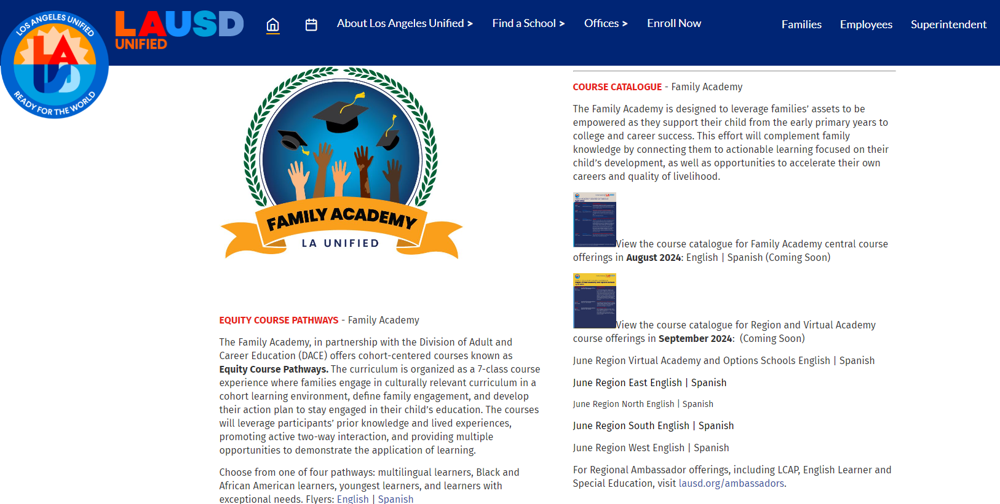 LOS ANGELES UNIFIED
READY FOR THE WORLD
LAUSD
UNIFIED
About Los Angeles Unified >
Find a School >
Offices >
Enroll Now
Families
Employees
Superintendent
FAMILY ACADEMY
LA UNIFIED
EQUITY COURSE PATHWAYS - Family Academy
The Family Academy, in partnership with the Division of Adult and
Career Education (DACE) offers cohort-centered courses known as
Equity Course Pathways. The curriculum is organized as a 7-class course
experience where families engage in culturally relevant curriculum in a
cohort learning environment, define family engagement, and develop
their action plan to stay engaged in their child’s education. The courses
will leverage participants’ prior knowledge and lived experiences,
promoting active two-way interaction, and providing multiple
opportunities to demonstrate the application of learning.
Choose from one of four pathways: multilingual learners, Black and
African American learners, youngest learners, and learners with
exceptional needs. Flyers: English | Spanish
COURSE CATALOGUE - Family Academy
The Family Academy is designed to leverage families’ assets to be
empowered as they support their child from the early primary years to
college and career success. This effort will complement family
knowledge by connecting them to actionable learning focused on their
child’s development, as well as opportunities to accelerate their own
careers and quality of livelihood.
View the course catalogue for Family Academy central course
offerings in August 2024: English | Spanish (Coming Soon)
View the course catalogue for Region and Virtual Academy
course offerings in September 2024: (Coming Soon)
June Region Virtual Academy and Options Schools English | Spanish
June Region East English | Spanish
June Region North English | Spanish
June Region South English | Spanish
June Region West English | Spanish
For Regional Ambassador offerings, including LCAP, English Learner and
Special Education, visit lausd.org/ambassadors.